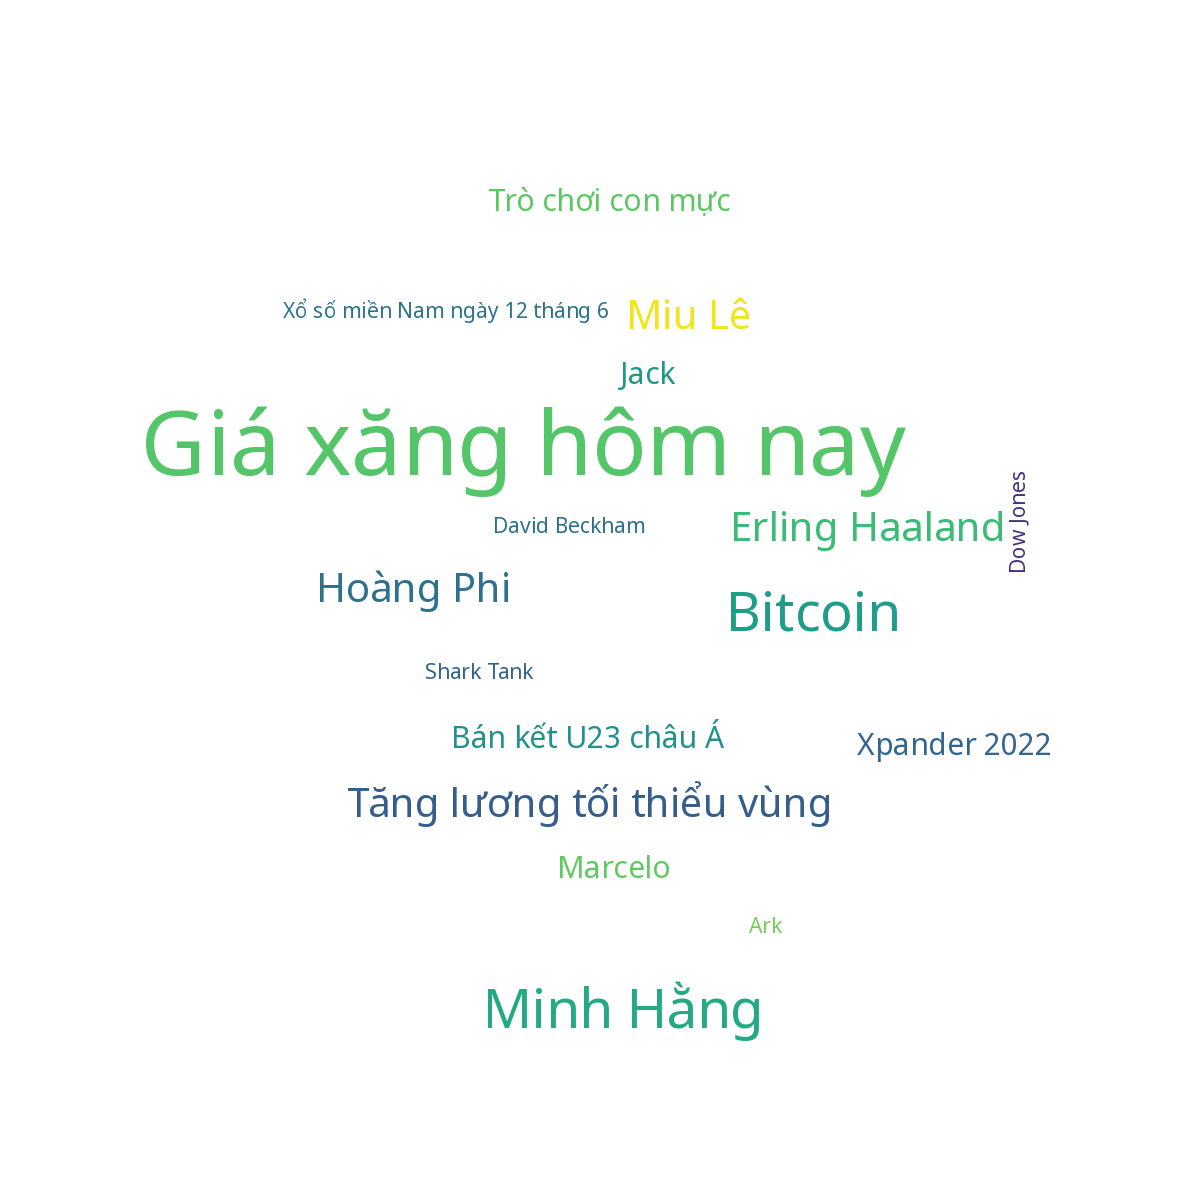 Trò chơi con mực
Xổ số miền Nam ngày 12 tháng 6
Miu Lê
Jack
Giá xăng hôm nay
Dow Jones
David Beckham
Erling Haaland
Hoàng Phi
Bitcoin
Shark Tank
Bán kết U23 châu Á
Xpander 2022
Tăng lương tối thiểu vùng
Marcelo
Ark
Minh Hằng